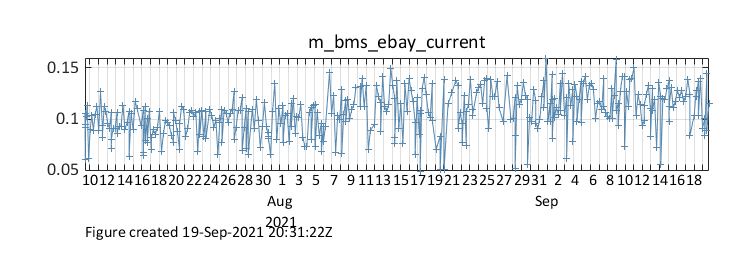 m_bms_ebay_current
0.15
0.1
0.05
10 12 14 16 18 20 22 24 26 28 30 1 3 5 7 9 11 13 15 17 19 21 23 25 27 29 31 2 4 6 8 10 12 14 16 18
Aug Sep
2021
Figure created 19-Sep-2021 20:31:22Z